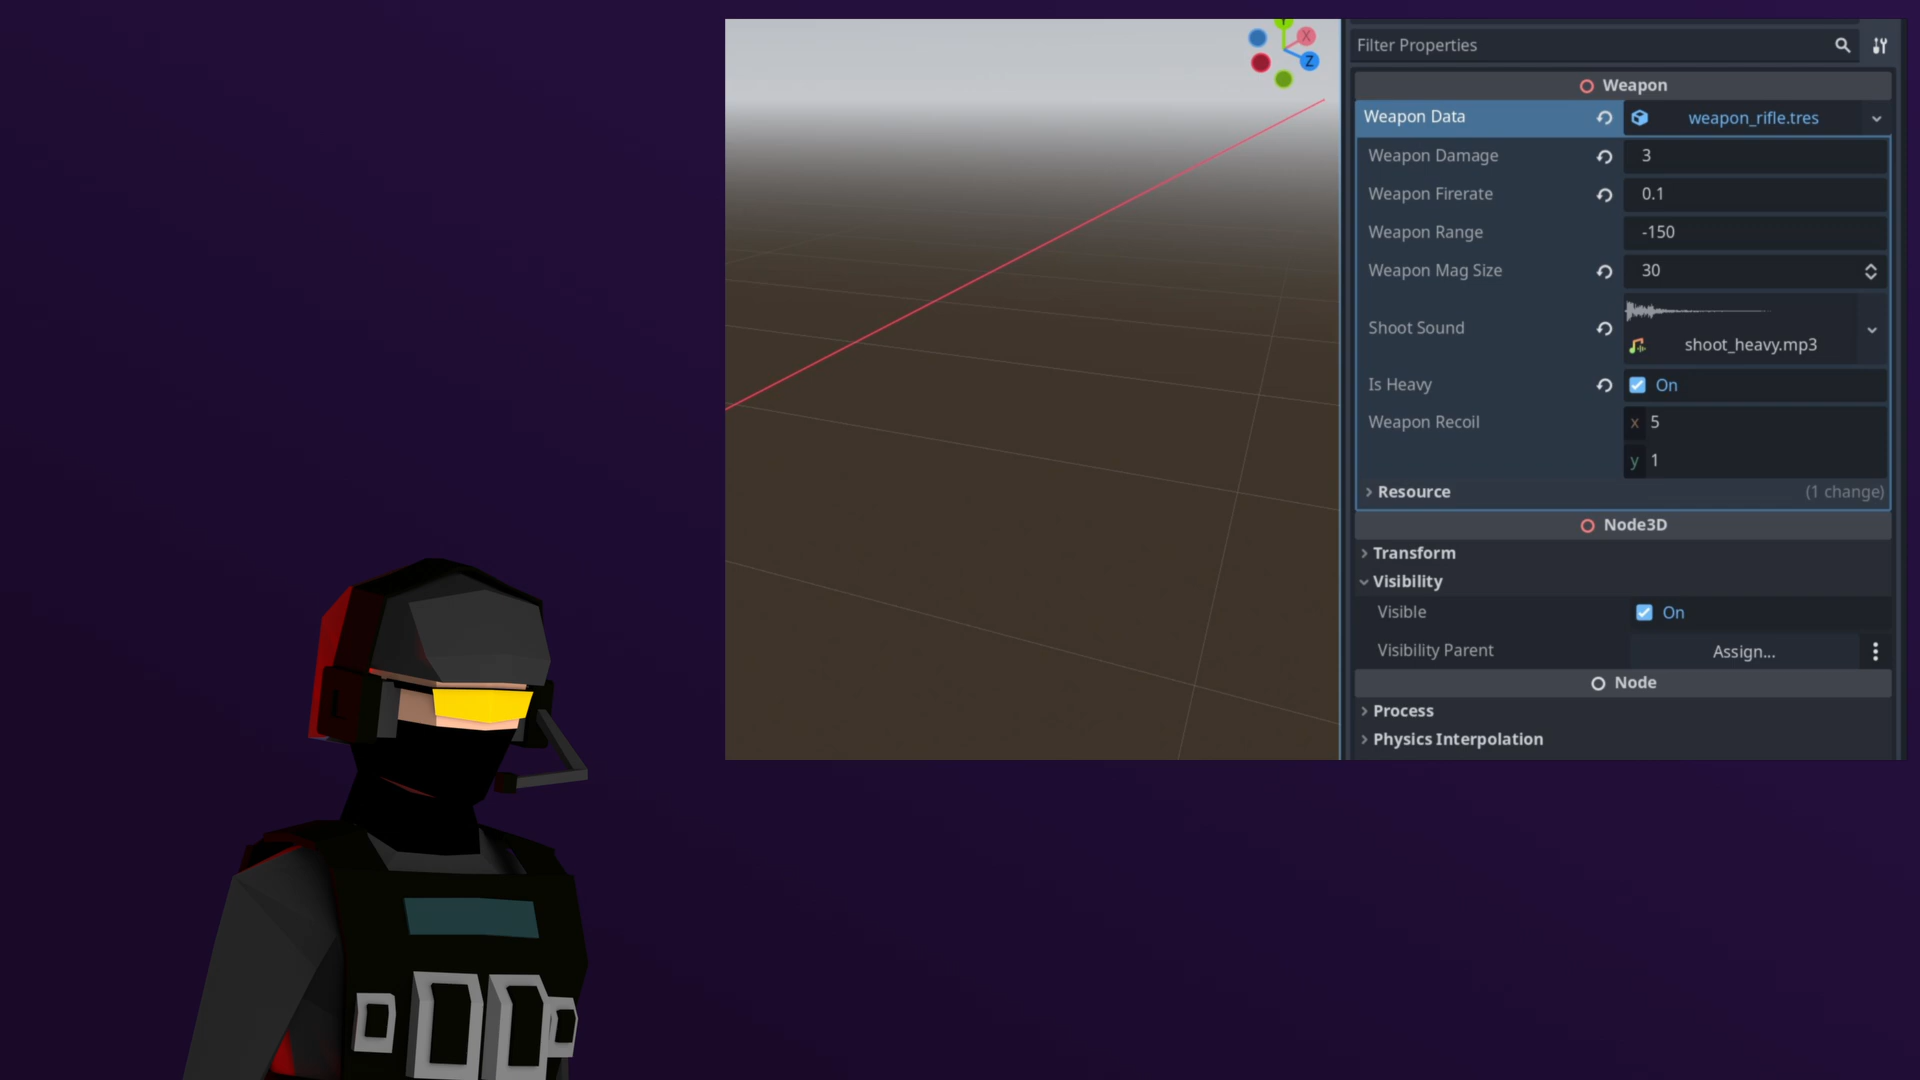 Y
X
Z
Filter Properties
Weapon
Weapon Data weapon_rifle.tres
Weapon Damage 3
Weapon Firerate 0.1
Weapon Range -150
Weapon Mag Size 30
Shoot Sound shoot_heavy.mp3
Is Heavy On
Weapon Recoil x 5
y 1
Resource (1 change)
Node3D
Transform
Visibility
Visible On
Visibility Parent Assign...
Node
Process
Physics Interpolation